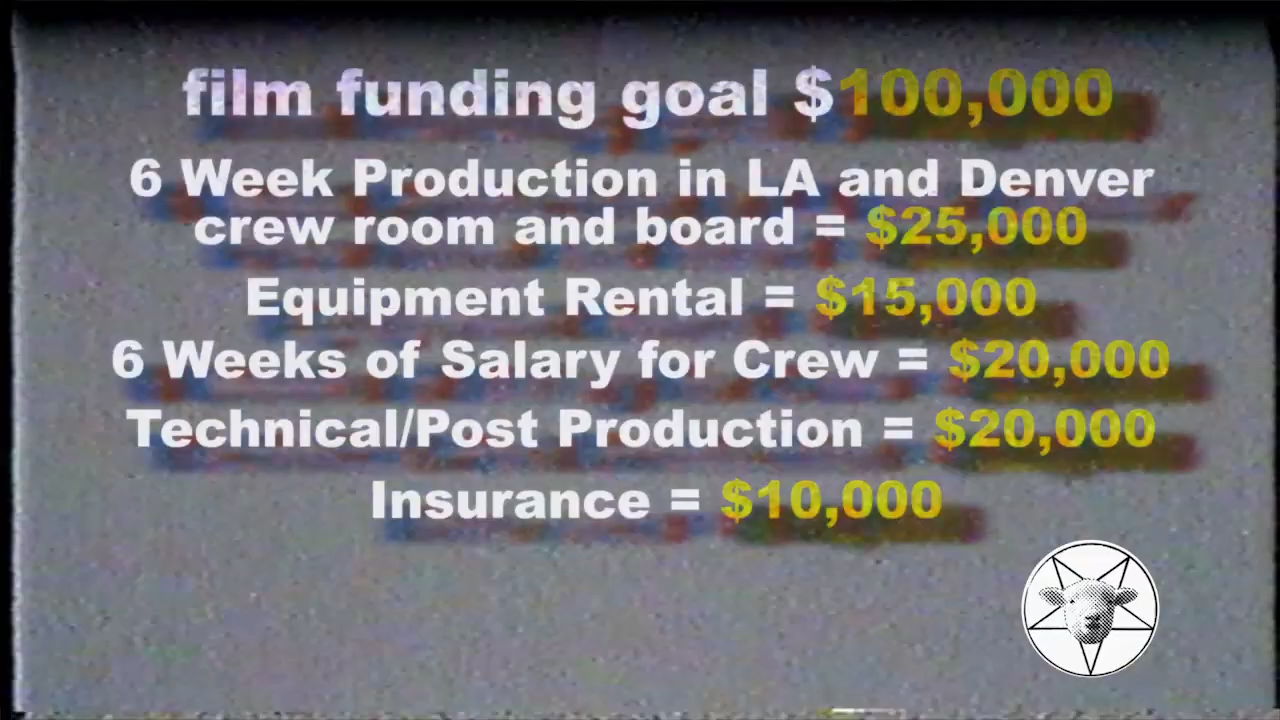 film funding goal $100,000
6 Week Production in LA and Denver
crew room and board = $25,000
Equipment Rental = $15,000
6 Weeks of Salary for Crew = $20,000
Technical/Post Production = $20,000
Insurance = $10,000